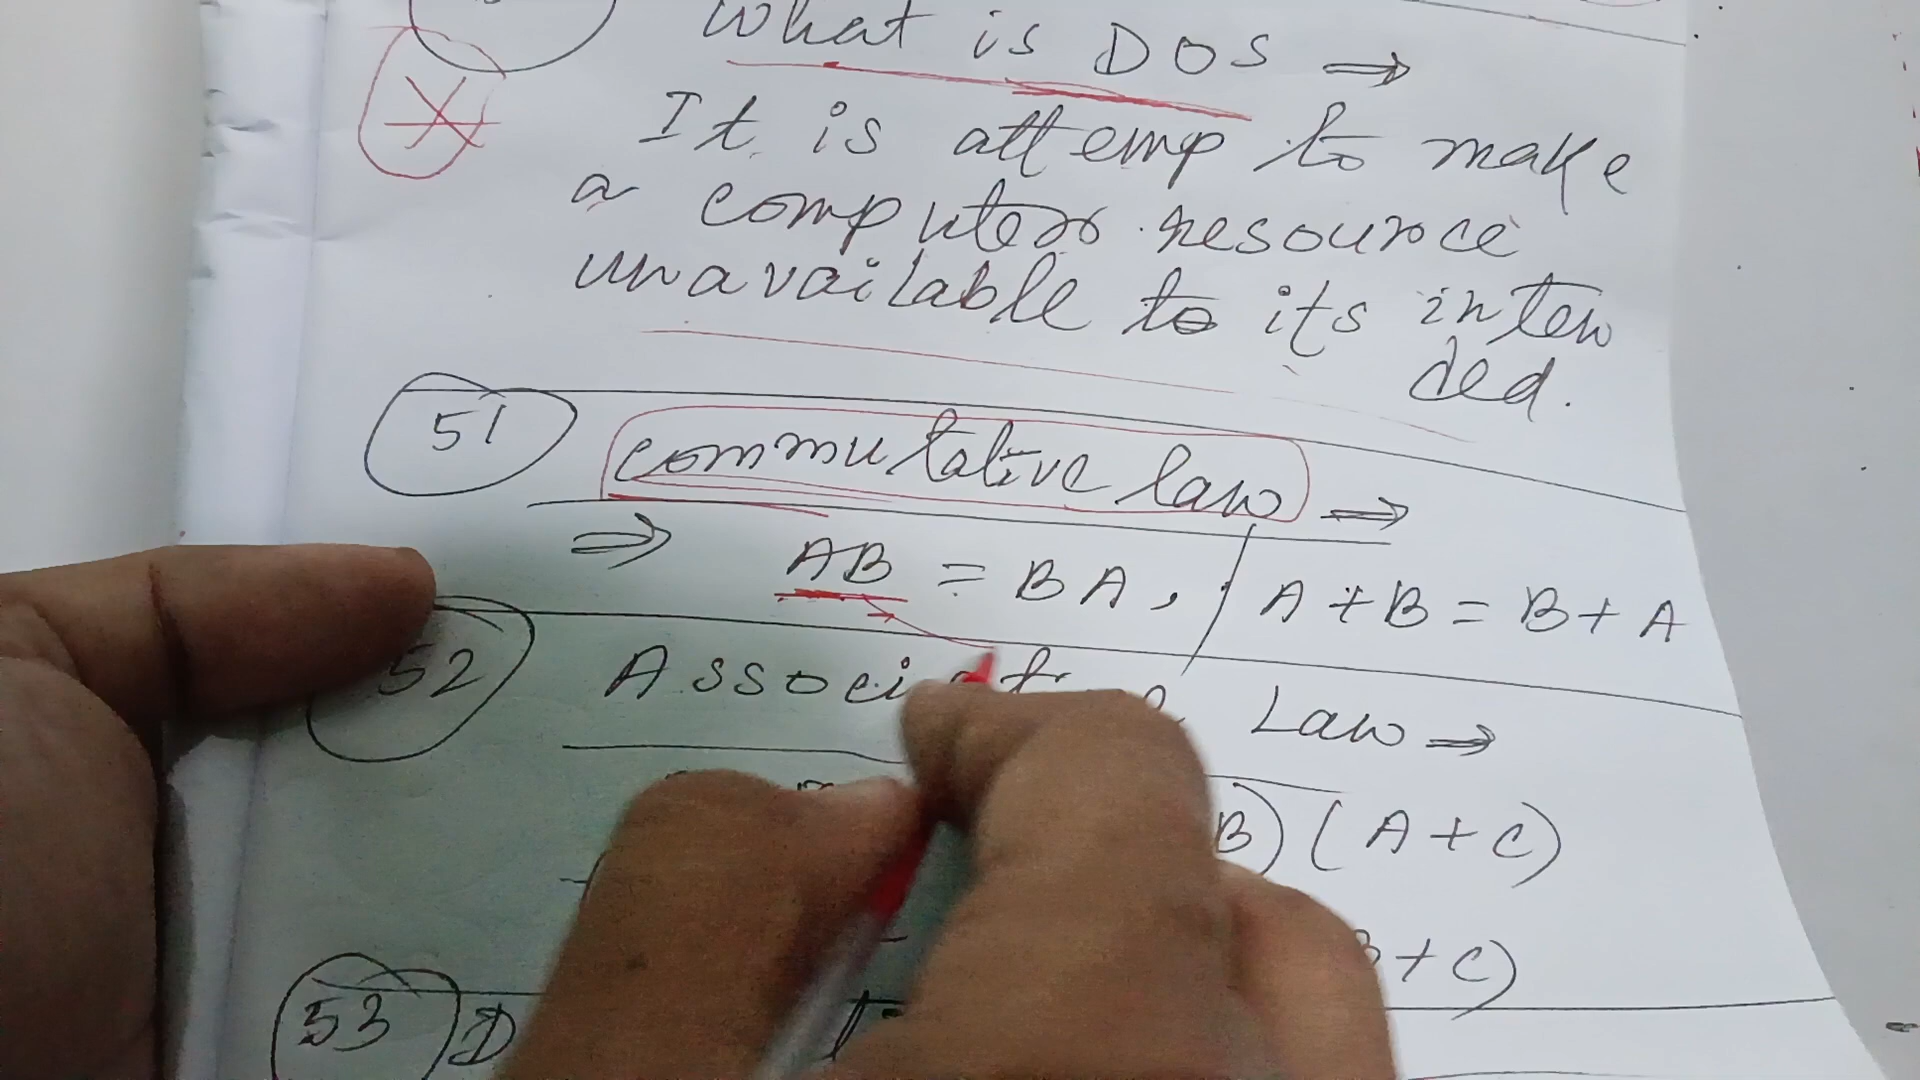 What is DOS ⇒
It is attemp to make
a computer resource
unavailable to its inten
ded.
51 commutative law ⇒
⇒ AB = BA, A + B = B + A
52 Law ⇒
B) (A + C)
+ C)
53